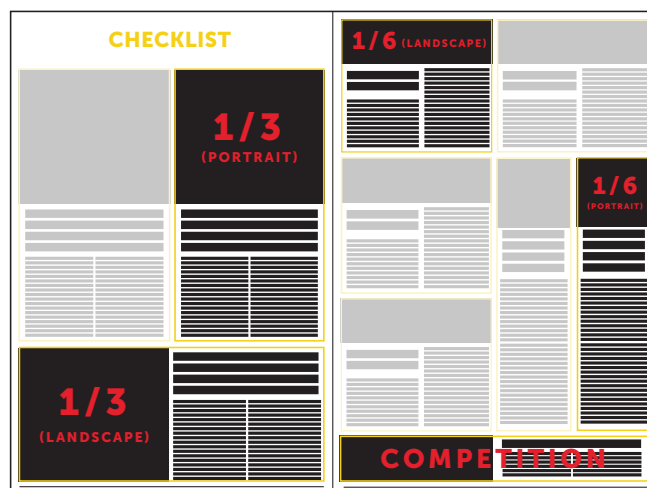 CHECKLIST
1/3
(PORTRAIT)
1/3
(LANDSCAPE)
1/6 (LANDSCAPE)
1/6
(PORTRAIT)
COMPETITION